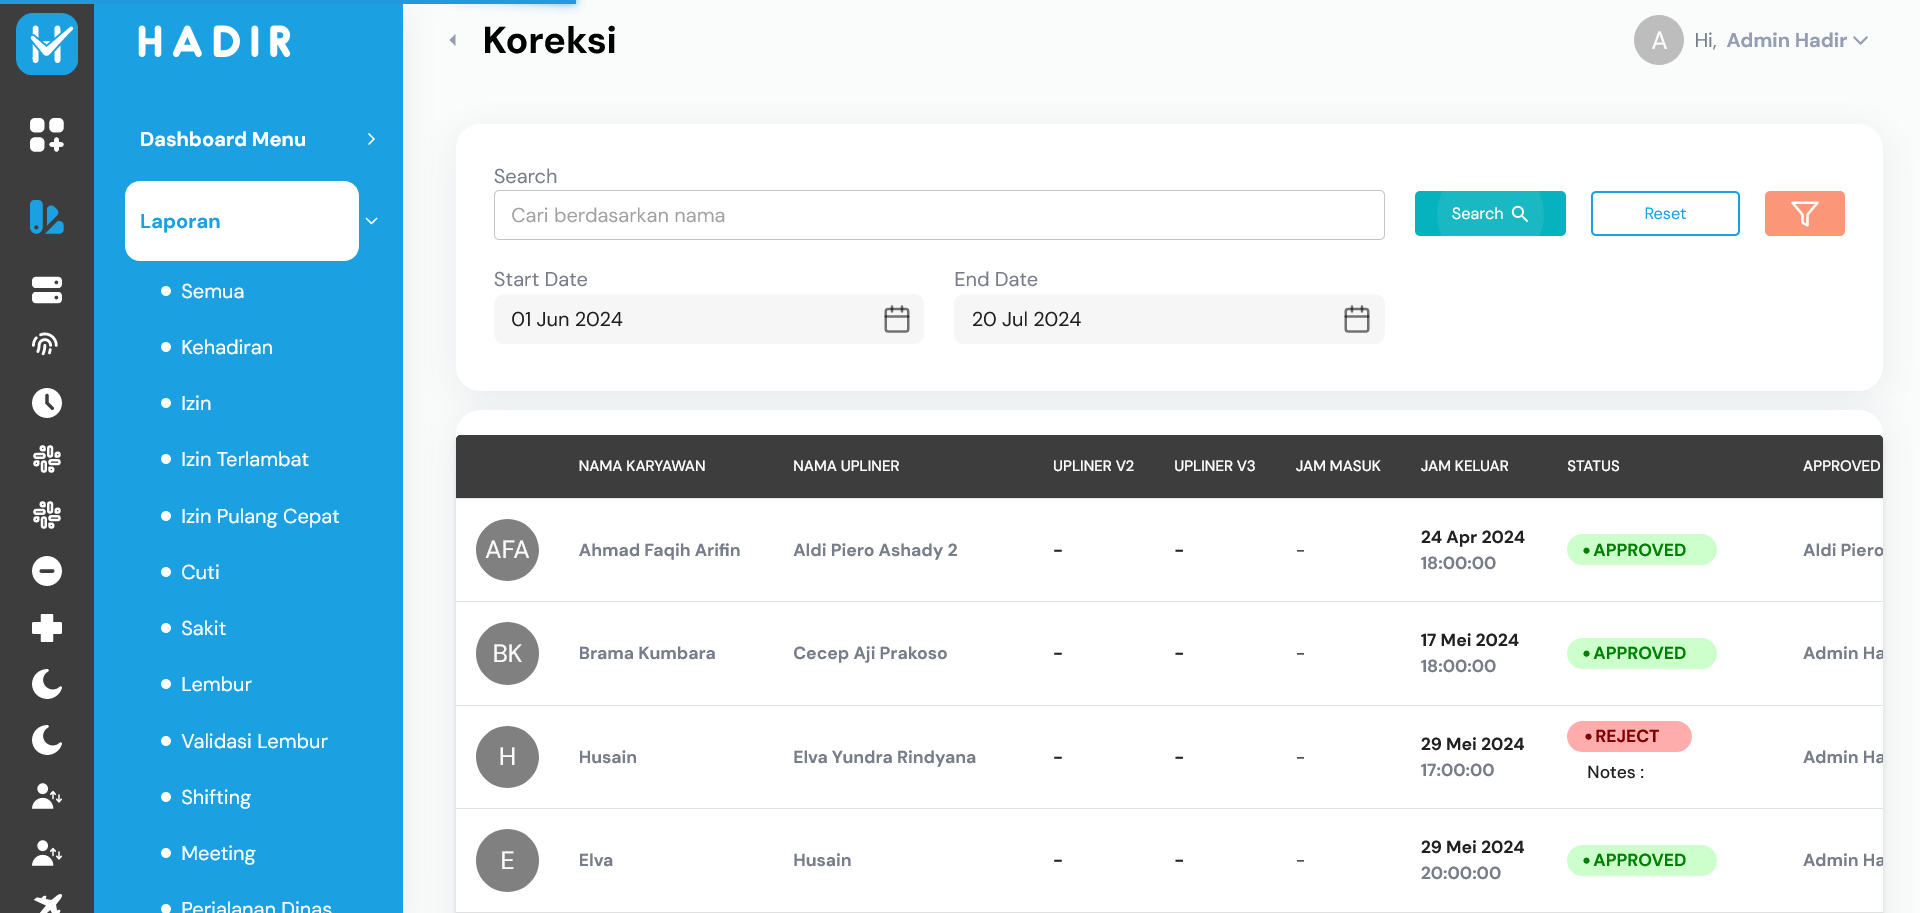 HADIR
Koreksi
A
Hi, Admin Hadir
Dashboard Menu
Laporan
Semua
Kehadiran
Izin
Izin Terlambat
Izin Pulang Cepat
Cuti
Sakit
Lembur
Validasi Lembur
Shifting
Meeting
Perjalanan Dinas
Search
Cari berdasarkan nama
Search
Reset
Start Date
End Date
01 Jun 2024
20 Jul 2024
NAMA KARYAWAN NAMA UPLINER UPLINER V2 UPLINER V3 JAM MASUK JAM KELUAR STATUS APPROVED
AFA Ahmad Faqih Arifin Aldi Piero Ashady 2 - - - 24 Apr 2024 • APPROVED Aldi Piero
18:00:00
BK Brama Kumbara Cecep Aji Prakoso - - - 17 Mei 2024 • APPROVED Admin Ha
18:00:00
H Husain Elva Yundra Rindyana - - - 29 Mei 2024 • REJECT Admin Ha
17:00:00 Notes :
E Elva Husain - - - 29 Mei 2024 • APPROVED Admin Ha
20:00:00